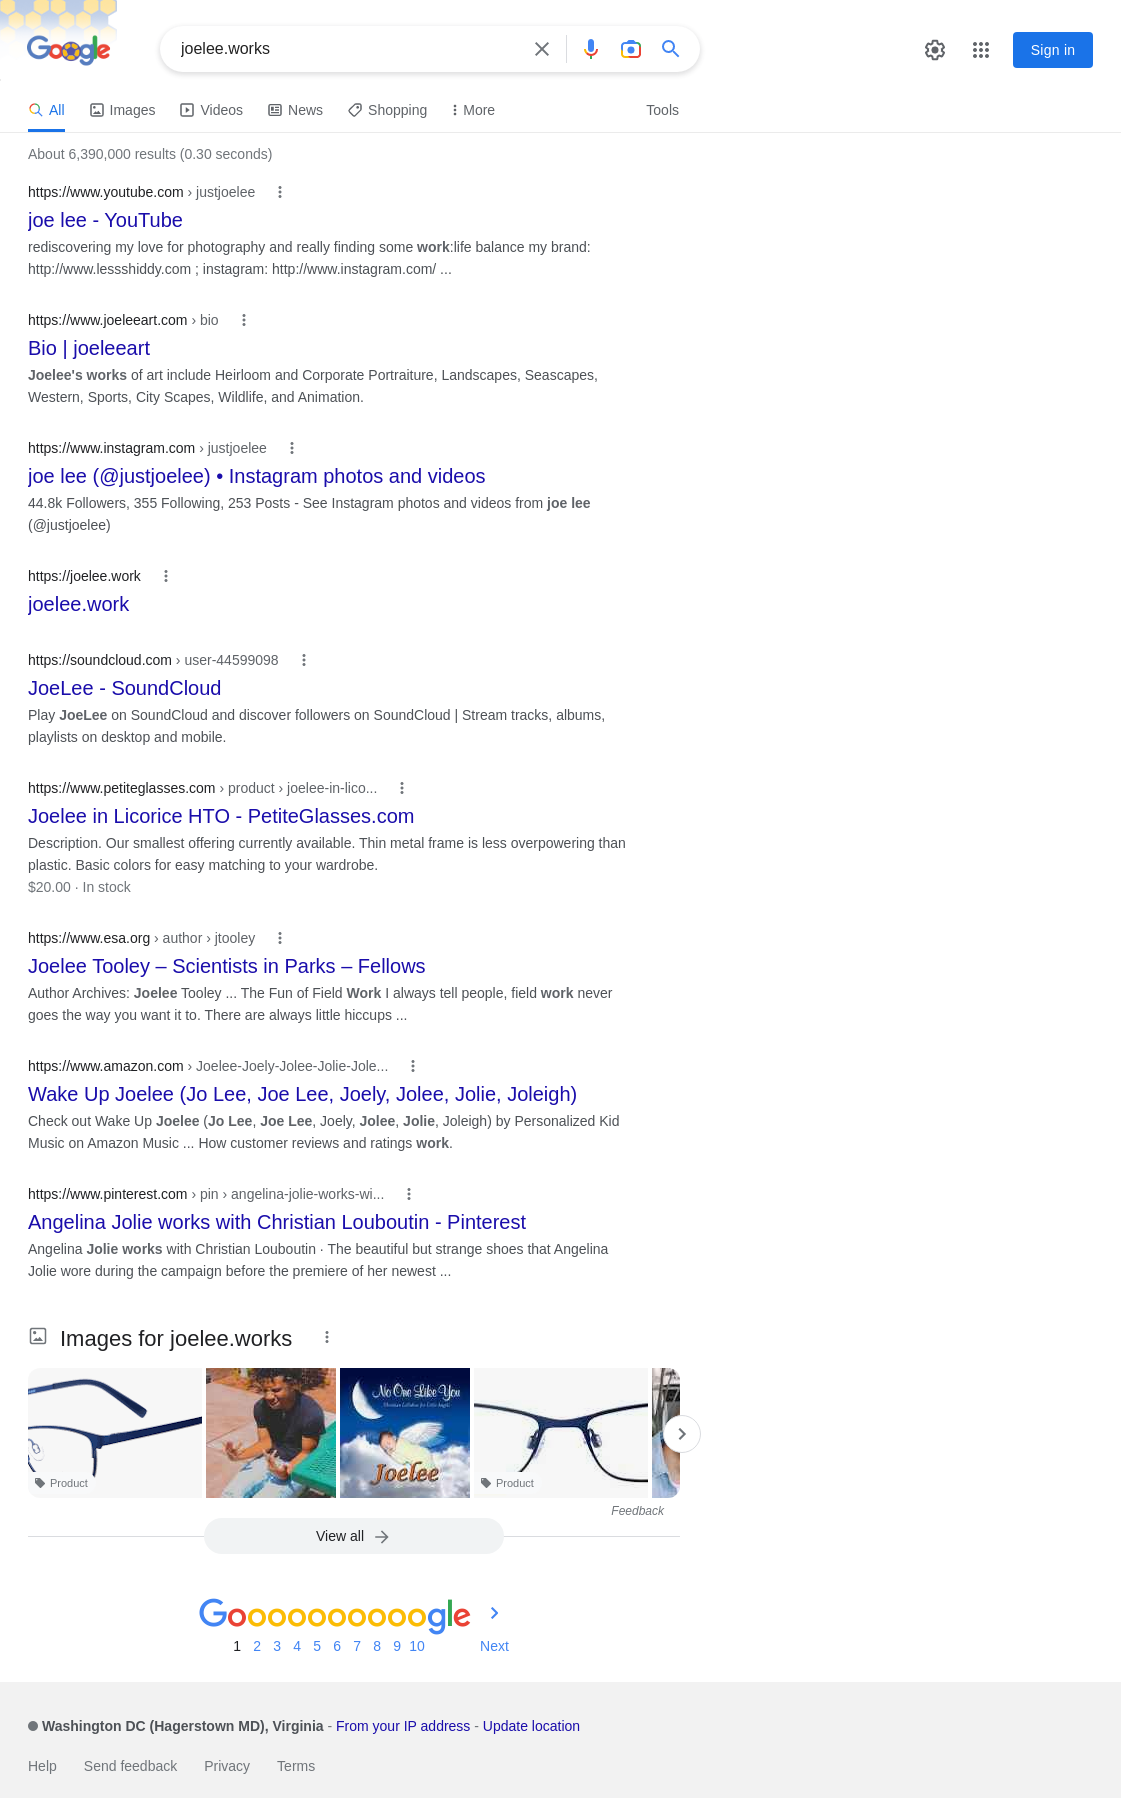 Google
joelee.works
Sign in
All
Images
Videos
News
Shopping
More
Tools
About 6,390,000 results (0.30 seconds)
https://www.youtube.com › justjoelee
joe lee - YouTube
rediscovering my love for photography and really finding some work:life balance my brand:
http://www.lessshiddy.com ; instagram: http://www.instagram.com/ ...
https://www.joeleeart.com › bio
Bio | joeleeart
Joelee's works of art include Heirloom and Corporate Portraiture, Landscapes, Seascapes,
Western, Sports, City Scapes, Wildlife, and Animation.
https://www.instagram.com › justjoelee
joe lee (@justjoelee) • Instagram photos and videos
44.8k Followers, 355 Following, 253 Posts - See Instagram photos and videos from joe lee
(@justjoelee)
https://joelee.work
joelee.work
https://soundcloud.com › user-44599098
JoeLee - SoundCloud
Play JoeLee on SoundCloud and discover followers on SoundCloud | Stream tracks, albums,
playlists on desktop and mobile.
https://www.petiteglasses.com › product › joelee-in-lico...
Joelee in Licorice HTO - PetiteGlasses.com
Description. Our smallest offering currently available. Thin metal frame is less overpowering than
plastic. Basic colors for easy matching to your wardrobe.
$20.00 · In stock
https://www.esa.org › author › jtooley
Joelee Tooley – Scientists in Parks – Fellows
Author Archives: Joelee Tooley ... The Fun of Field Work I always tell people, field work never
goes the way you want it to. There are always little hiccups ...
https://www.amazon.com › Joelee-Joely-Jolee-Jolie-Jole...
Wake Up Joelee (Jo Lee, Joe Lee, Joely, Jolee, Jolie, Joleigh)
Check out Wake Up Joelee (Jo Lee, Joe Lee, Joely, Jolee, Jolie, Joleigh) by Personalized Kid
Music on Amazon Music ... How customer reviews and ratings work.
https://www.pinterest.com › pin › angelina-jolie-works-wi...
Angelina Jolie works with Christian Louboutin - Pinterest
Angelina Jolie works with Christian Louboutin · The beautiful but strange shoes that Angelina
Jolie wore during the campaign before the premiere of her newest ...
Images for joelee.works
No One Like You
Christian Lullabies for Little Angels
Joelee
Product
Product
Feedback
View all
Goooooooooogle
1 2 3 4 5 6 7 8 9 10 Next
Washington DC (Hagerstown MD), Virginia - From your IP address - Update location
Help
Send feedback
Privacy
Terms